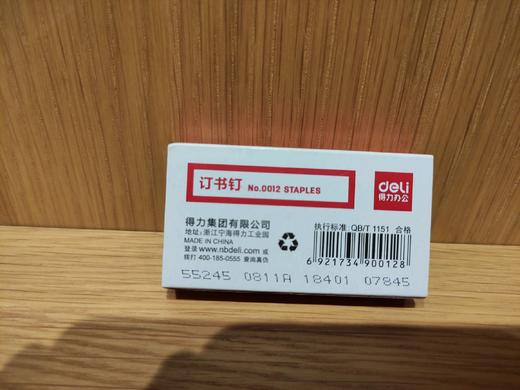 订书钉 No.0012 STAPLES
deli
得力办公
得力集团有限公司
地址:浙江宁海得力工业园
MADE IN CHINA
登录 www.nbdeli.com 或
拨打 400-185-0555 查询真伪
执行标准: QB/T 1151 合格
6 921734 900128
55245 0811A 18401 07845